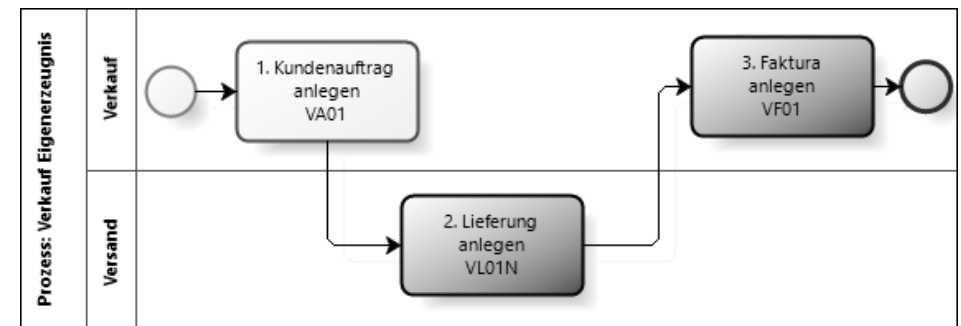 Prozess: Verkauf Eigenerzeugnis
Verkauf
1. Kundenauftrag
anlegen
VA01
3. Faktura
anlegen
VF01
Versand
2. Lieferung
anlegen
VL01N